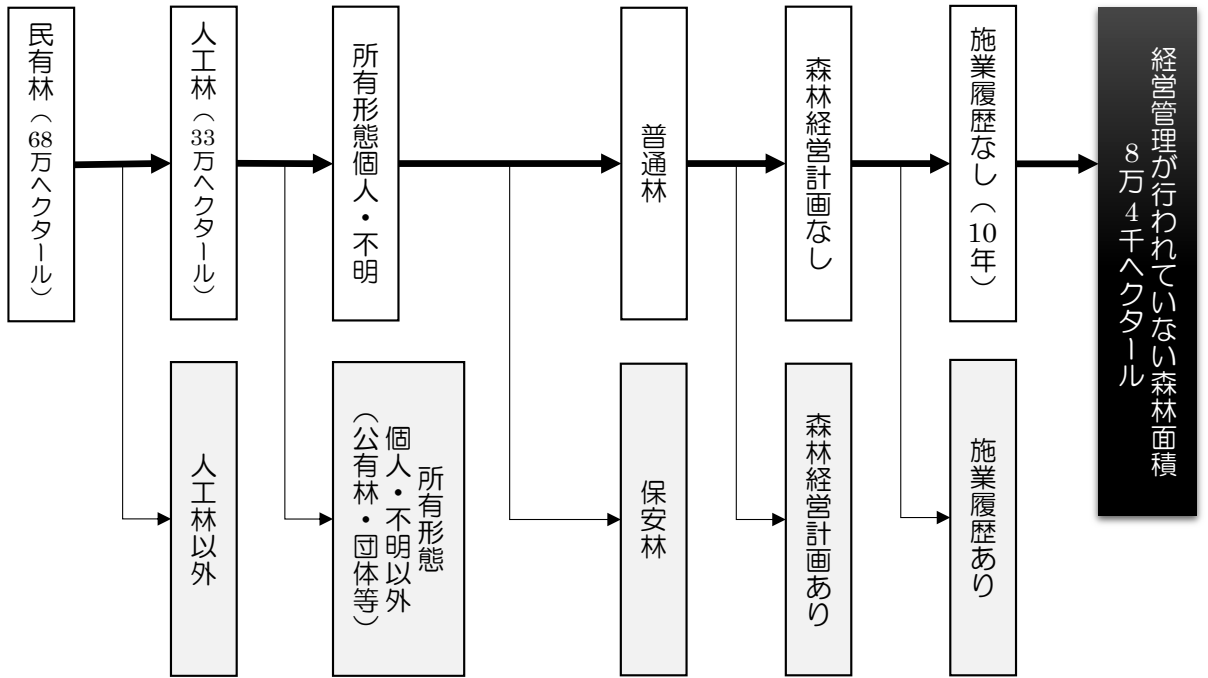 民有林（68万ヘクタール）
人工林（33万ヘクタール）
所有形態個人・不明
普通林
森林経営計画なし
施業履歴なし（10年）
経営管理が行われていない森林面積
8万4千ヘクタール
人工林以外
所有形態
個人・不明以外
（公有林・団体等）
保安林
森林経営計画あり
施業履歴あり